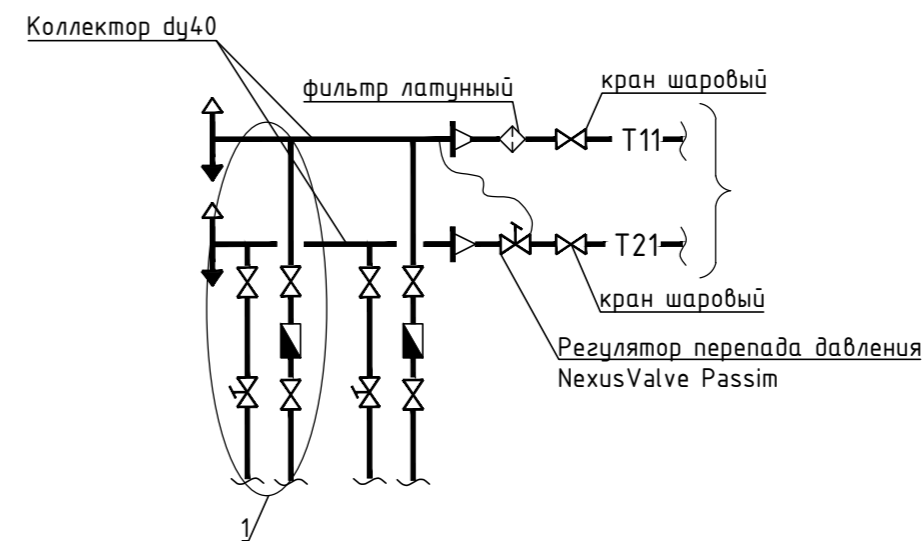 Коллектор dy40
фильтр латунный
кран шаровый
T11
T21
кран шаровый
Регулятор перепада давления
NexusValve Passim
1